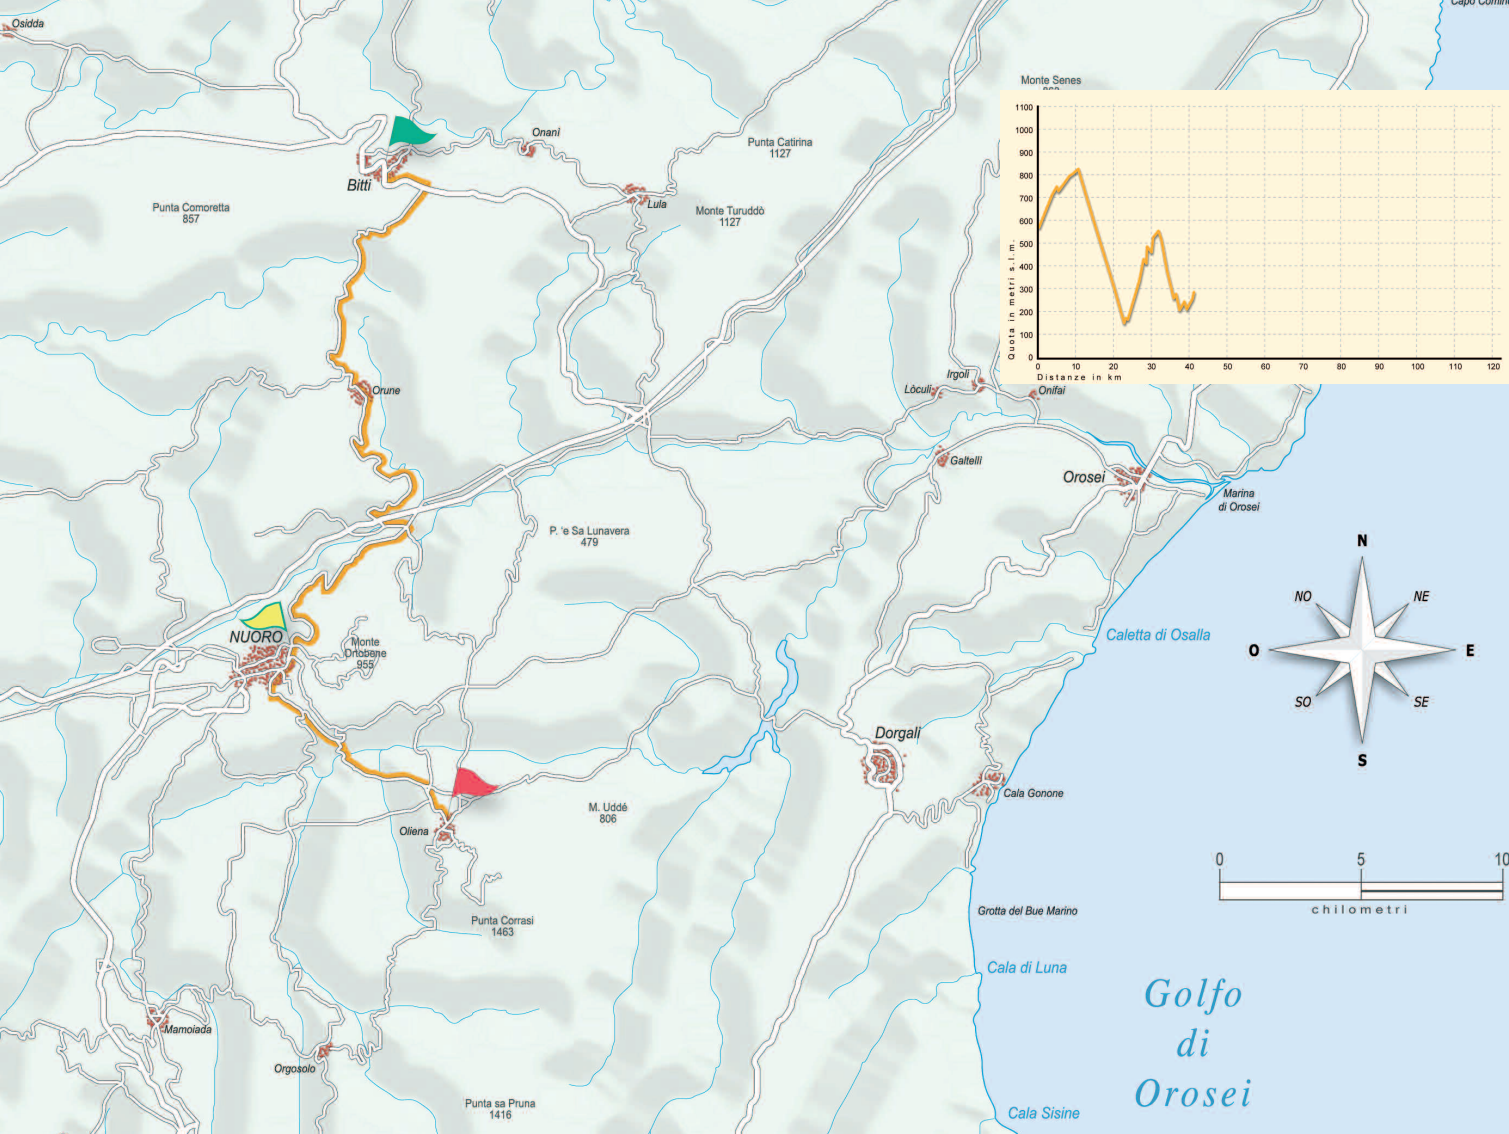 Osidda
Capo Comino
Monte Senes
Onani
Punta Catirina
1127
Bitti
Lula
Punta Comoretta
857
Monte Turuddò
1127
1100
1000
900
800
700
600
500
400
300
200
100
0
Quota in metri s.l.m.
0 10 20 30 40 50 60 70 80 90 100 110 120
Distanze in km
Orune
Irgoli
Lòculi
Onifai
Galtellì
Orosei
Marina
di Orosei
P. 'e Sa Lunavera
479
N
NO
NE
O
E
SO
SE
S
NUORO
Monte
Ortobene
955
Caletta di Osalla
Dorgali
Cala Gonone
M. Uddé
806
Oliena
0 5 10
chilometri
Punta Corrasi
1463
Grotta del Bue Marino
Cala di Luna
Golfo
di
Orosei
Mamoiada
Orgosolo
Punta sa Pruna
1416
Cala Sisine